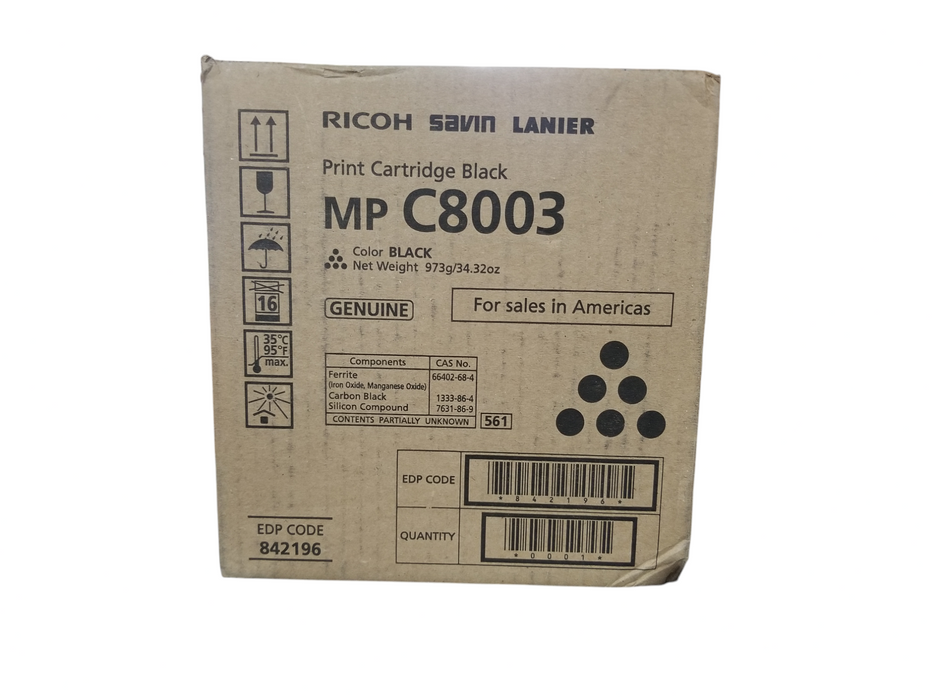 RICOH savin LANIER
Print Cartridge Black
MP C8003
Color BLACK
Net Weight 973g/34.32oz
GENUINE
For sales in Americas
16
35°C
95°F
max.
Components CAS No.
Ferrite 66402-68-4
(Iron Oxide, Manganese Oxide)
Carbon Black 1333-86-4
Silicon Compound 7631-86-9
CONTENTS PARTIALLY UNKNOWN
561
EDP CODE
*842196*
QUANTITY
*0001*
EDP CODE
842196